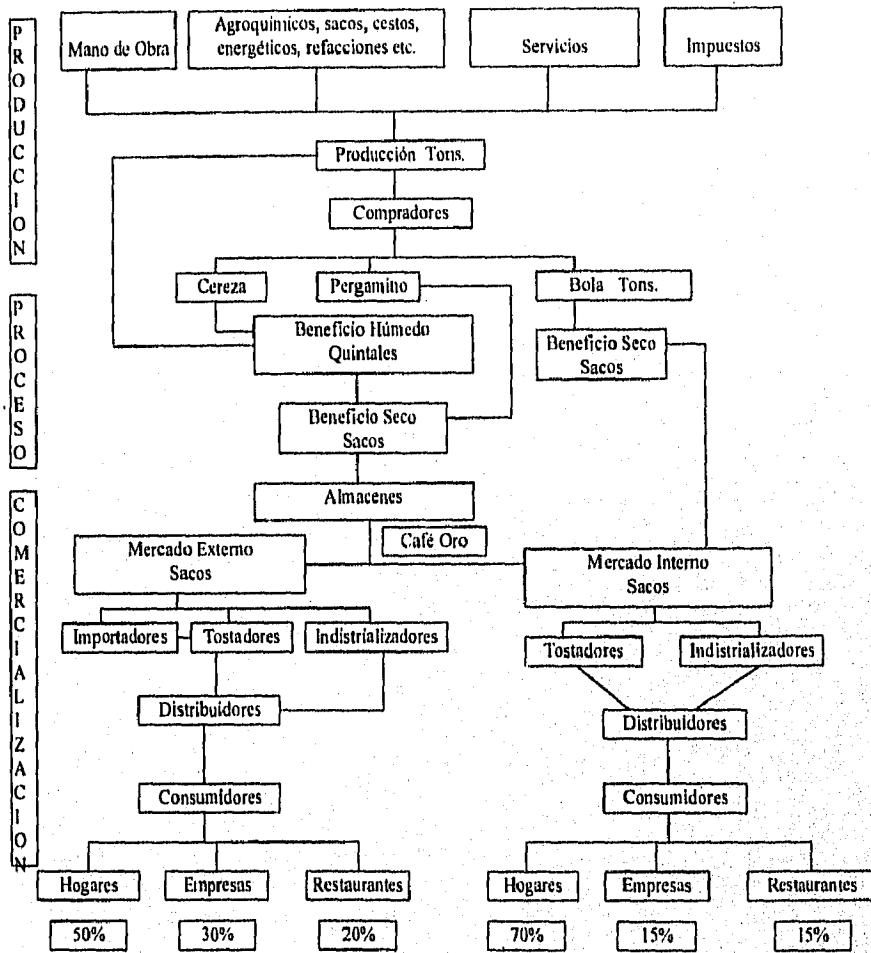 PRODUCCION
Mano de Obra
Agroquímicos, sacos, cestos,
energéticos, refacciones etc.
Servicios
Impuestos
Producción Tons.
Compradores
Cereza
Pergamino
Bola Tons.
PROCESO
Beneficio Húmedo
Quintales
Beneficio Seco
Sacos
Beneficio Seco
Sacos
Almacenes
Café Oro
COMERCIALIZACION
Mercado Externo
Sacos
Mercado Interno
Sacos
Importadores
Tostadores
Indistrializadores
Tostadores
Indistrializadores
Distribuidores
Distribuidores
Consumidores
Consumidores
Hogares
Empresas
Restaurantes
Hogares
Empresas
Restaurantes
50%
30%
20%
70%
15%
15%